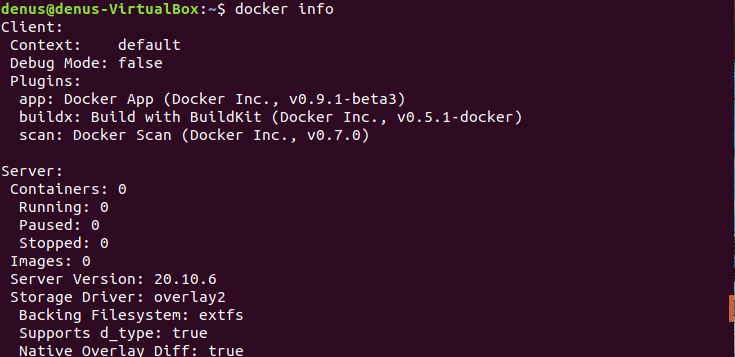 denus@denus-VirtualBox:~$ docker info
Client:
 Context:    default
 Debug Mode: false
 Plugins:
  app: Docker App (Docker Inc., v0.9.1-beta3)
  buildx: Build with BuildKit (Docker Inc., v0.5.1-docker)
  scan: Docker Scan (Docker Inc., v0.7.0)

Server:
 Containers: 0
  Running: 0
  Paused: 0
  Stopped: 0
 Images: 0
 Server Version: 20.10.6
 Storage Driver: overlay2
  Backing Filesystem: extfs
  Supports d_type: true
  Native Overlay Diff: true